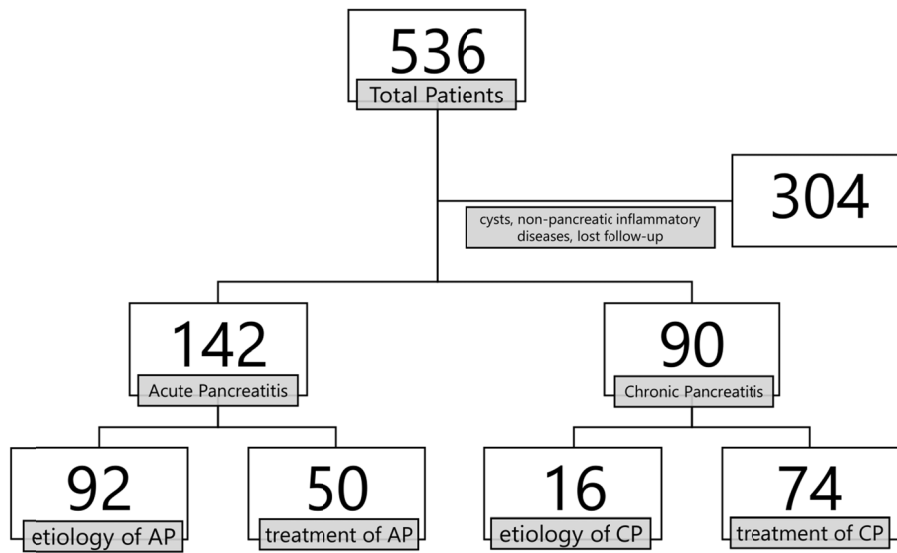 536
Total Patients
304
cysts, non-pancreatic inflammatory
diseases, lost follow-up
142
Acute Pancreatitis
90
Chronic Pancreatitis
92
etiology of AP
50
treatment of AP
16
etiology of CP
74
treatment of CP